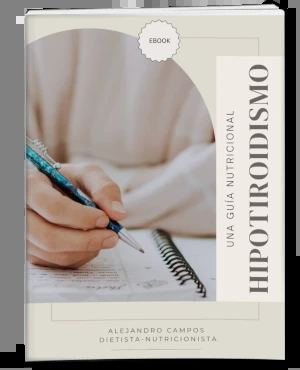 EBOOK
UNA GUÍA NUTRICIONAL
HIPOTIROIDISMO
ALEJANDRO CAMPOS
DIETISTA-NUTRICIONISTA